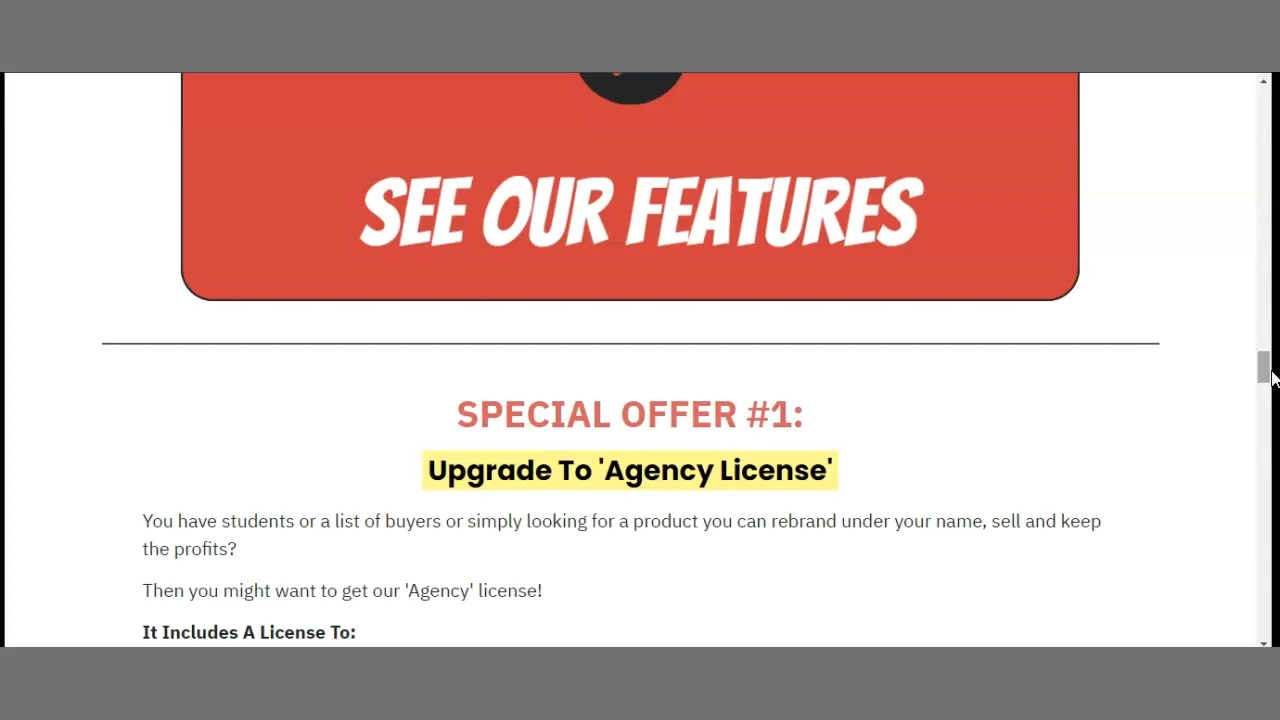 SEE OUR FEATURES
SPECIAL OFFER #1:
Upgrade To 'Agency License'
You have students or a list of buyers or simply looking for a product you can rebrand under your name, sell and keep
the profits?
Then you might want to get our 'Agency' license!
It Includes A License To: